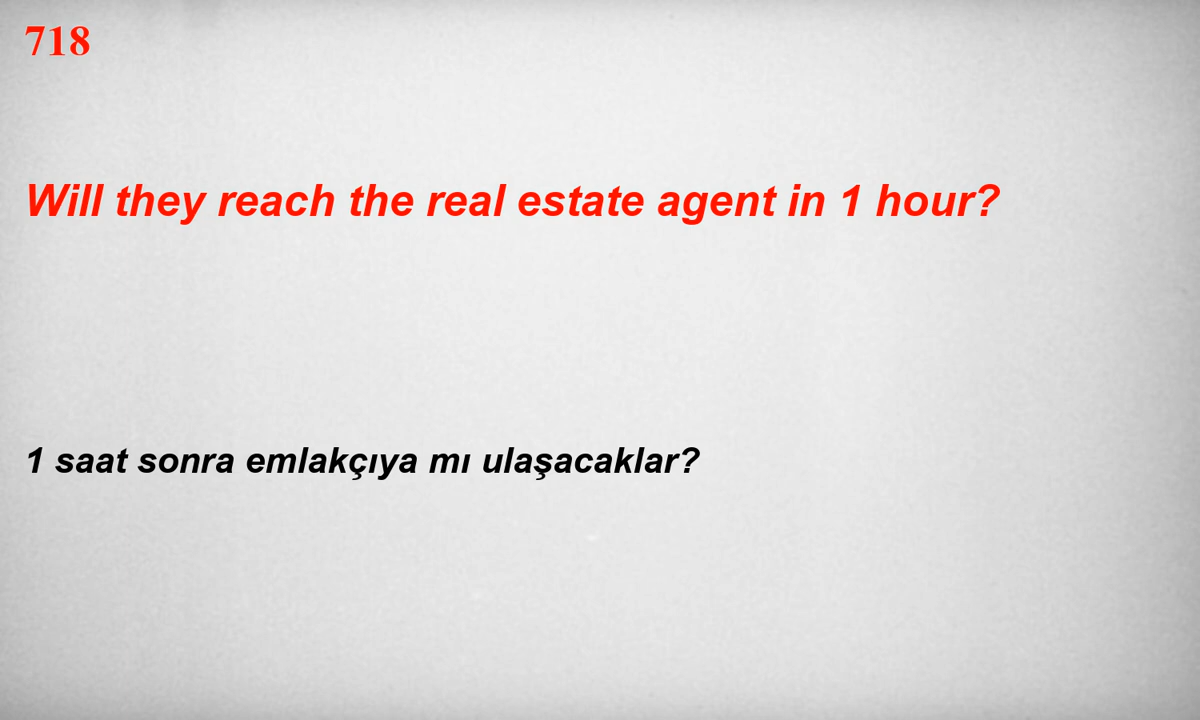 718
Will they reach the real estate agent in 1 hour?
1 saat sonra emlakçıya mı ulaşacaklar?